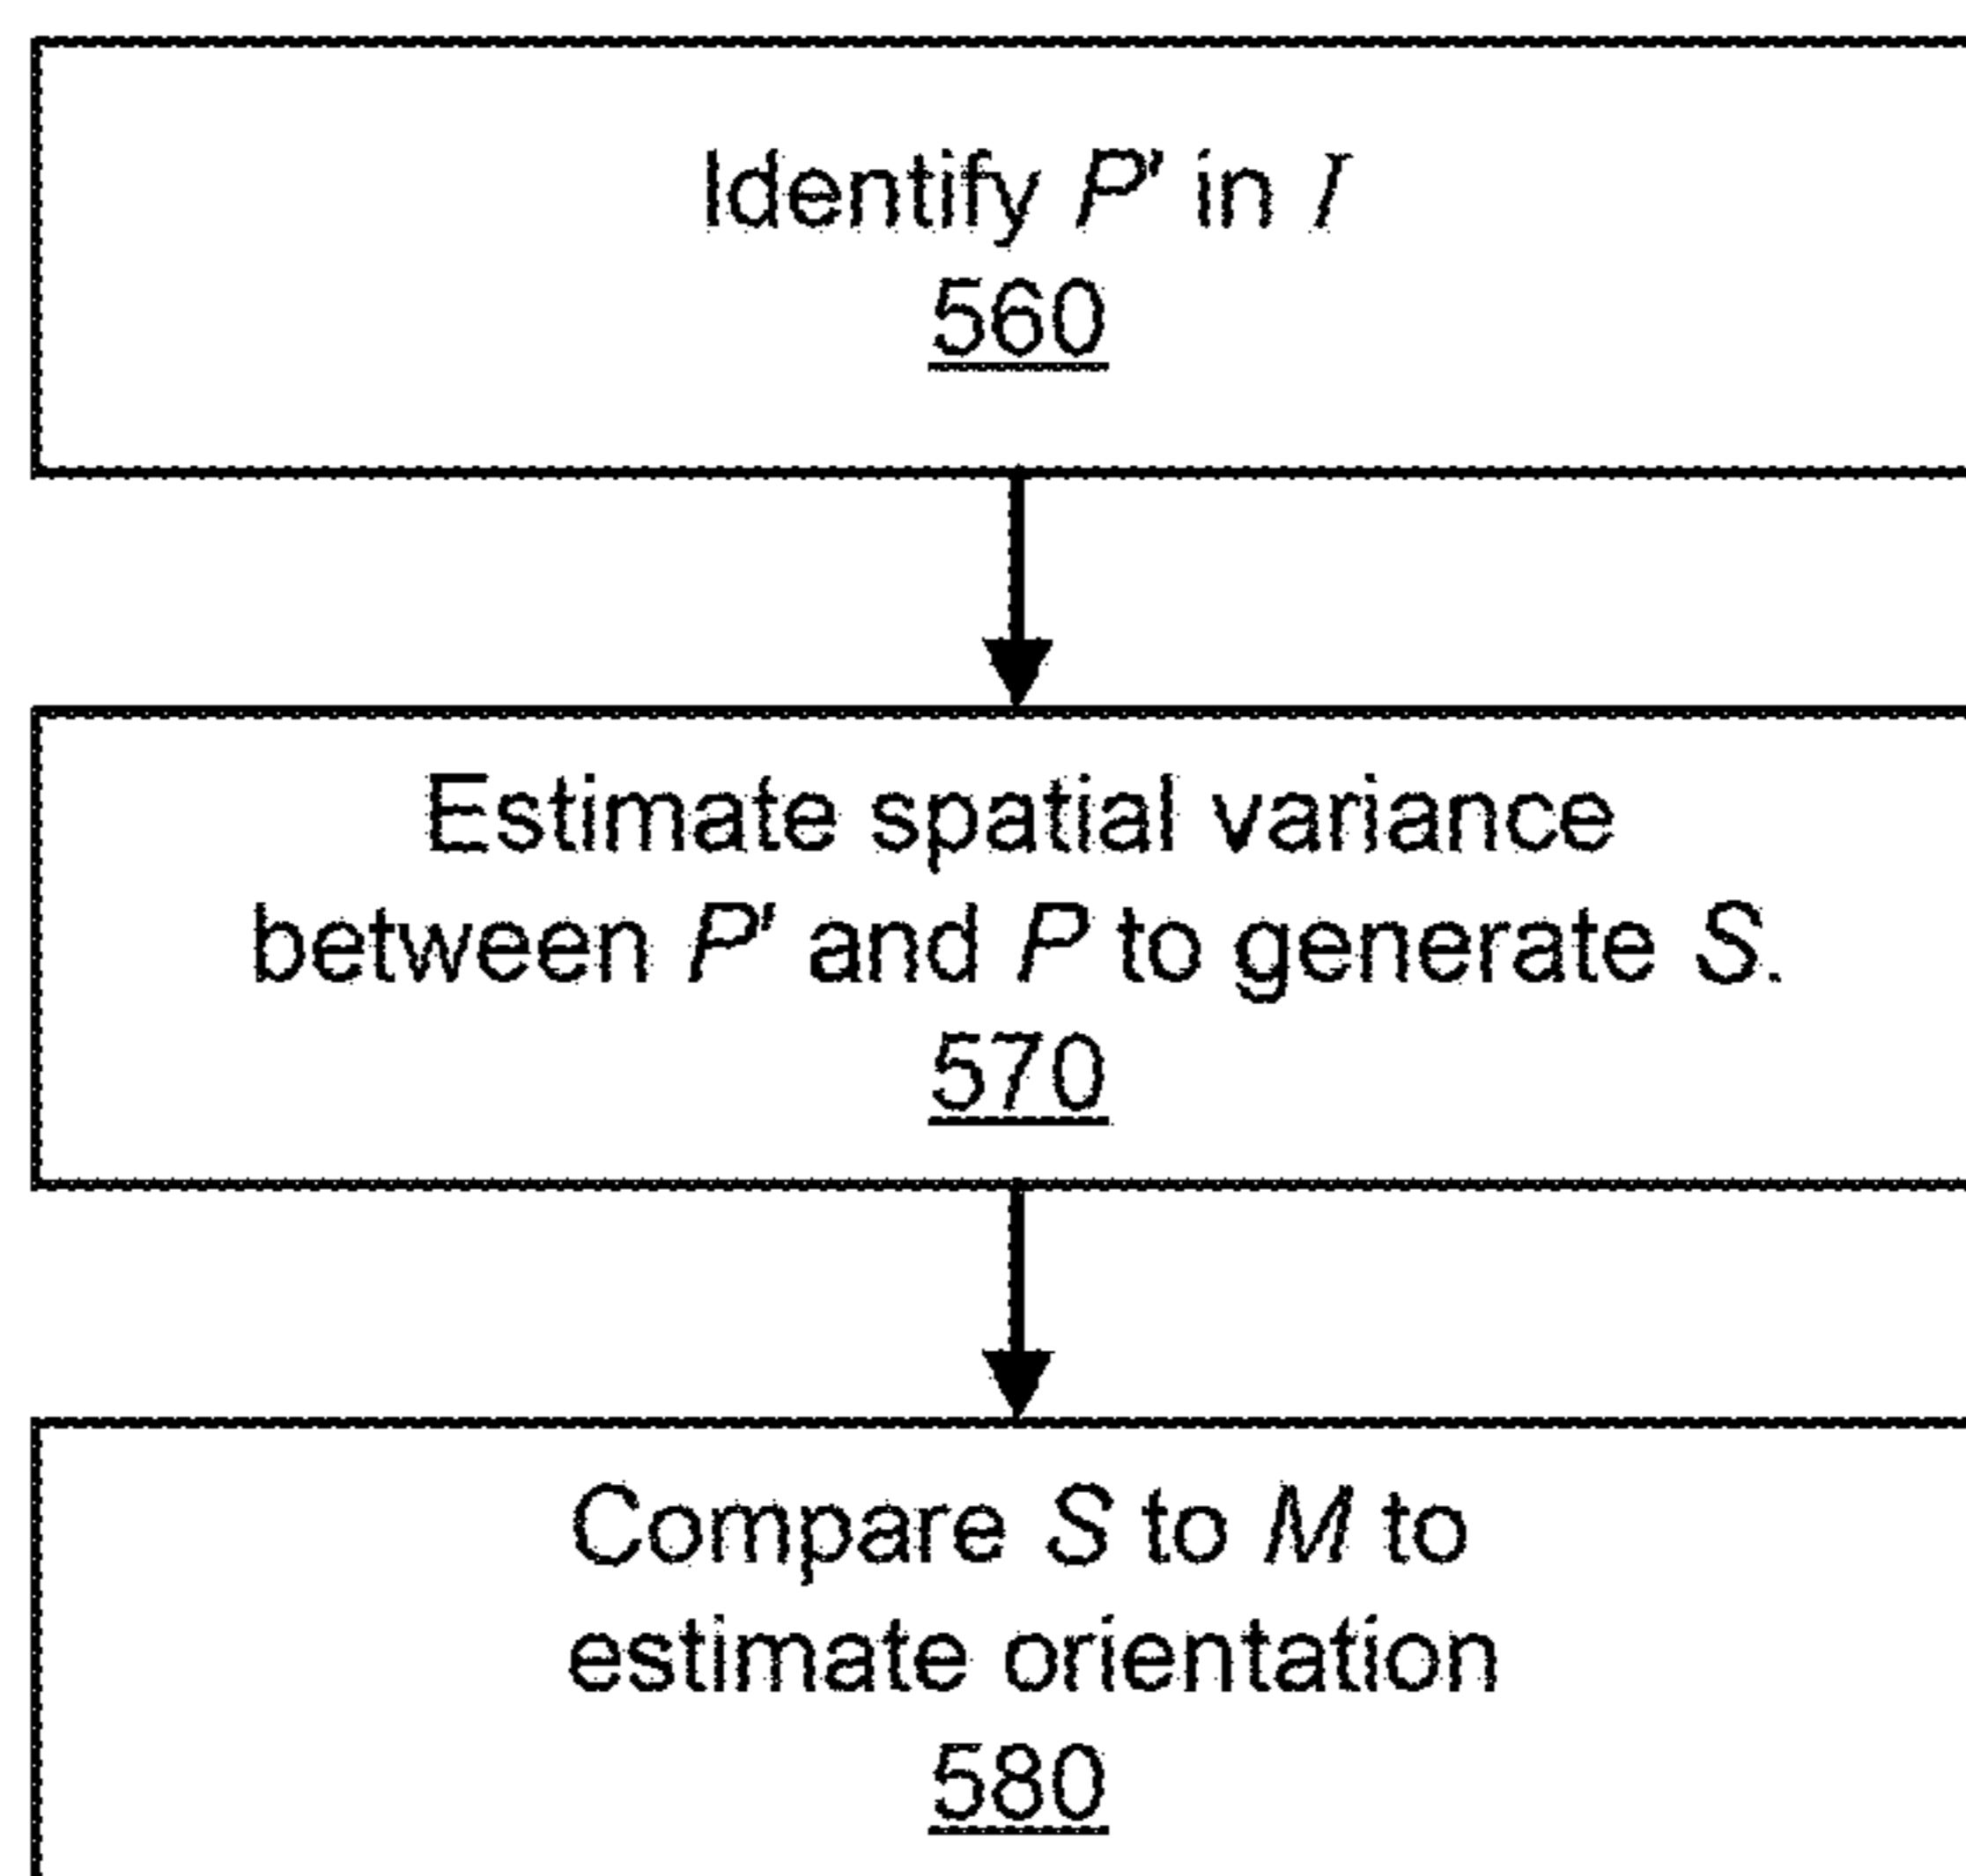 Identify P' in I
560
Estimate spatial variance
between P' and P to generate S.
570
Compare S to M to
estimate orientation
580